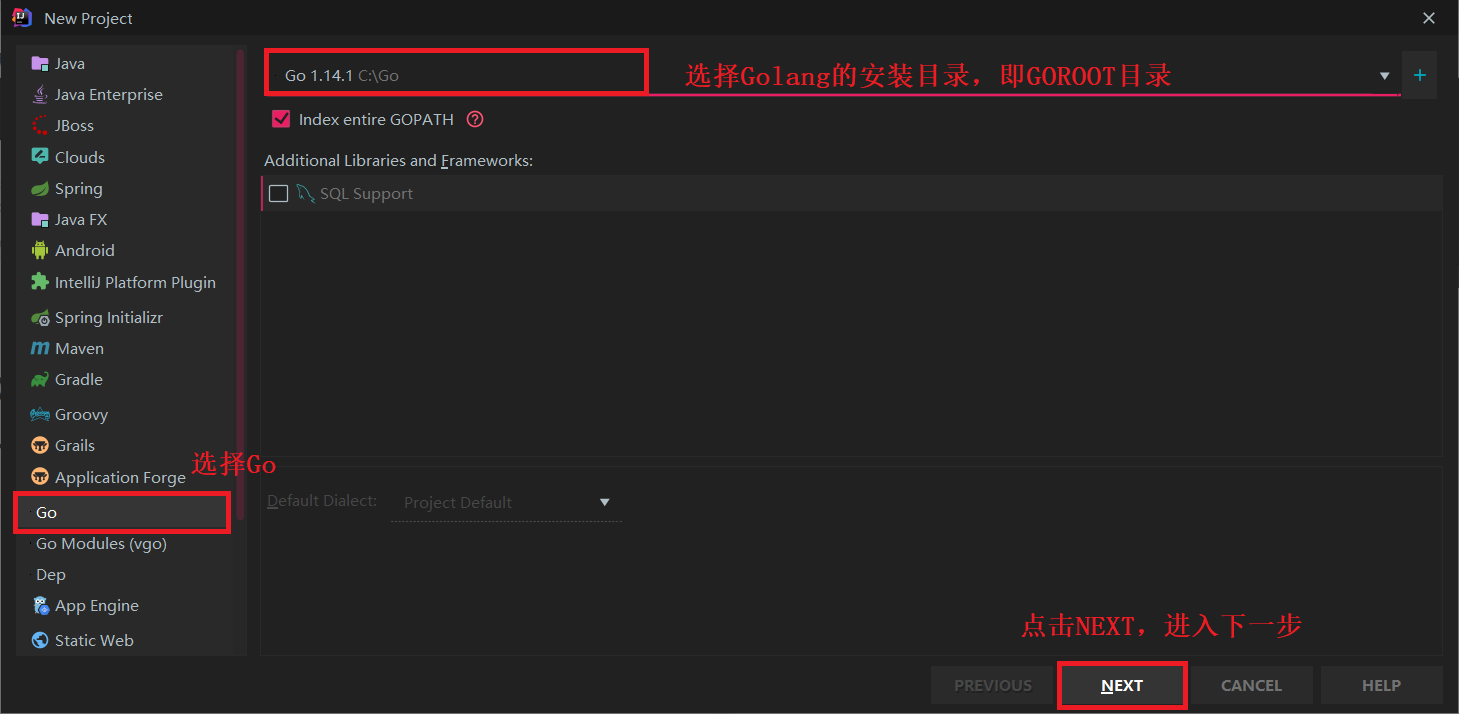 New Project
Java
Java Enterprise
JBoss
Clouds
Spring
Java FX
Android
IntelliJ Platform Plugin
Spring Initializr
Maven
Gradle
Groovy
Grails
Application Forge
选择Go
Go
Go Modules (vgo)
Dep
App Engine
Static Web
Go 1.14.1 C:\Go
选择Golang的安装目录，即GOROOT目录
Index entire GOPATH
Additional Libraries and Frameworks:
SQL Support
Default Dialect: Project Default
点击NEXT，进入下一步
PREVIOUS NEXT CANCEL HELP